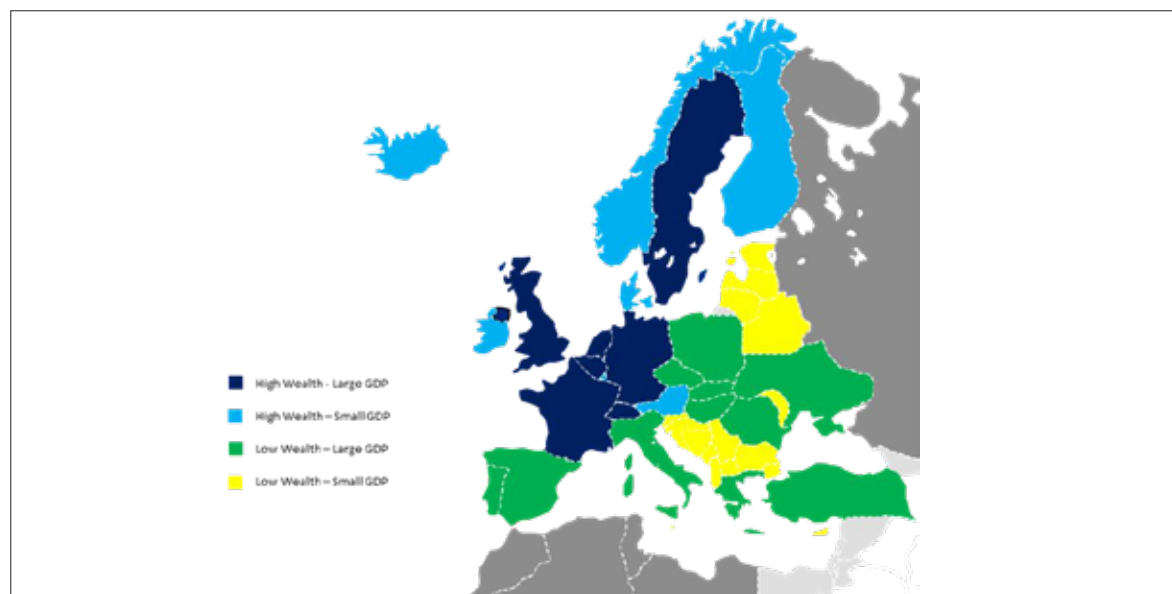 High Wealth - Large GDP
High Wealth – Small GDP
Low Wealth – Large GDP
Low Wealth – Small GDP